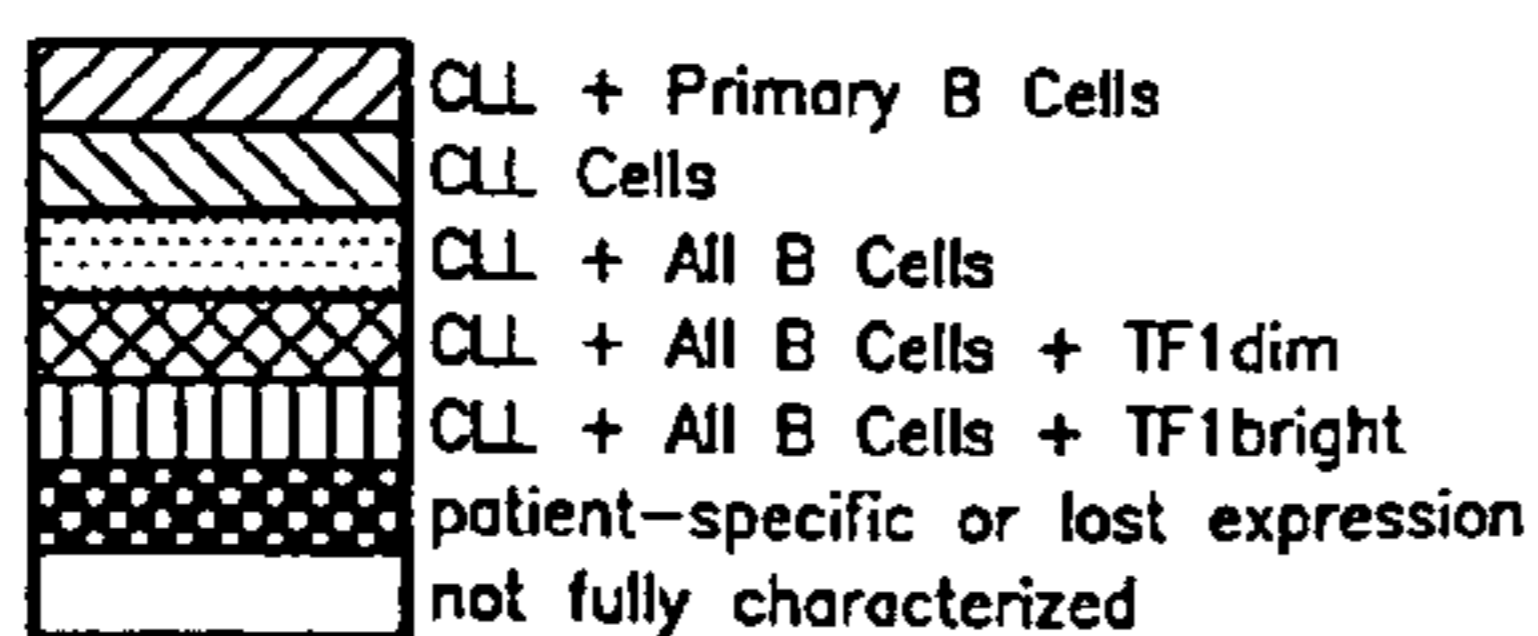 CLL + Primary B Cells
CLL Cells
CLL + All B Cells
CLL + All B Cells + TF1dim
CLL + All B Cells + TF1bright
patient-specific or lost expression
not fully characterized